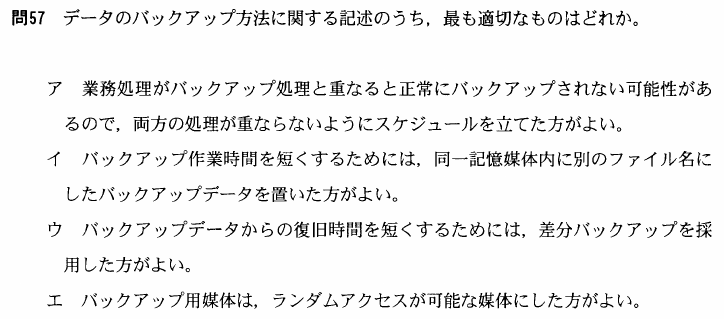 問57 データのバックアップ方法に関する記述のうち，最も適切なものはどれか。
ア 業務処理がバックアップ処理と重なると正常にバックアップされない可能性があ
るので，両方の処理が重ならないようにスケジュールを立てた方がよい。
イ バックアップ作業時間を短くするためには，同一記憶媒体内に別のファイル名に
したバックアップデータを置いた方がよい。
ウ バックアップデータからの復旧時間を短くするためには，差分バックアップを採
用した方がよい。
エ バックアップ用媒体は，ランダムアクセスが可能な媒体にした方がよい。